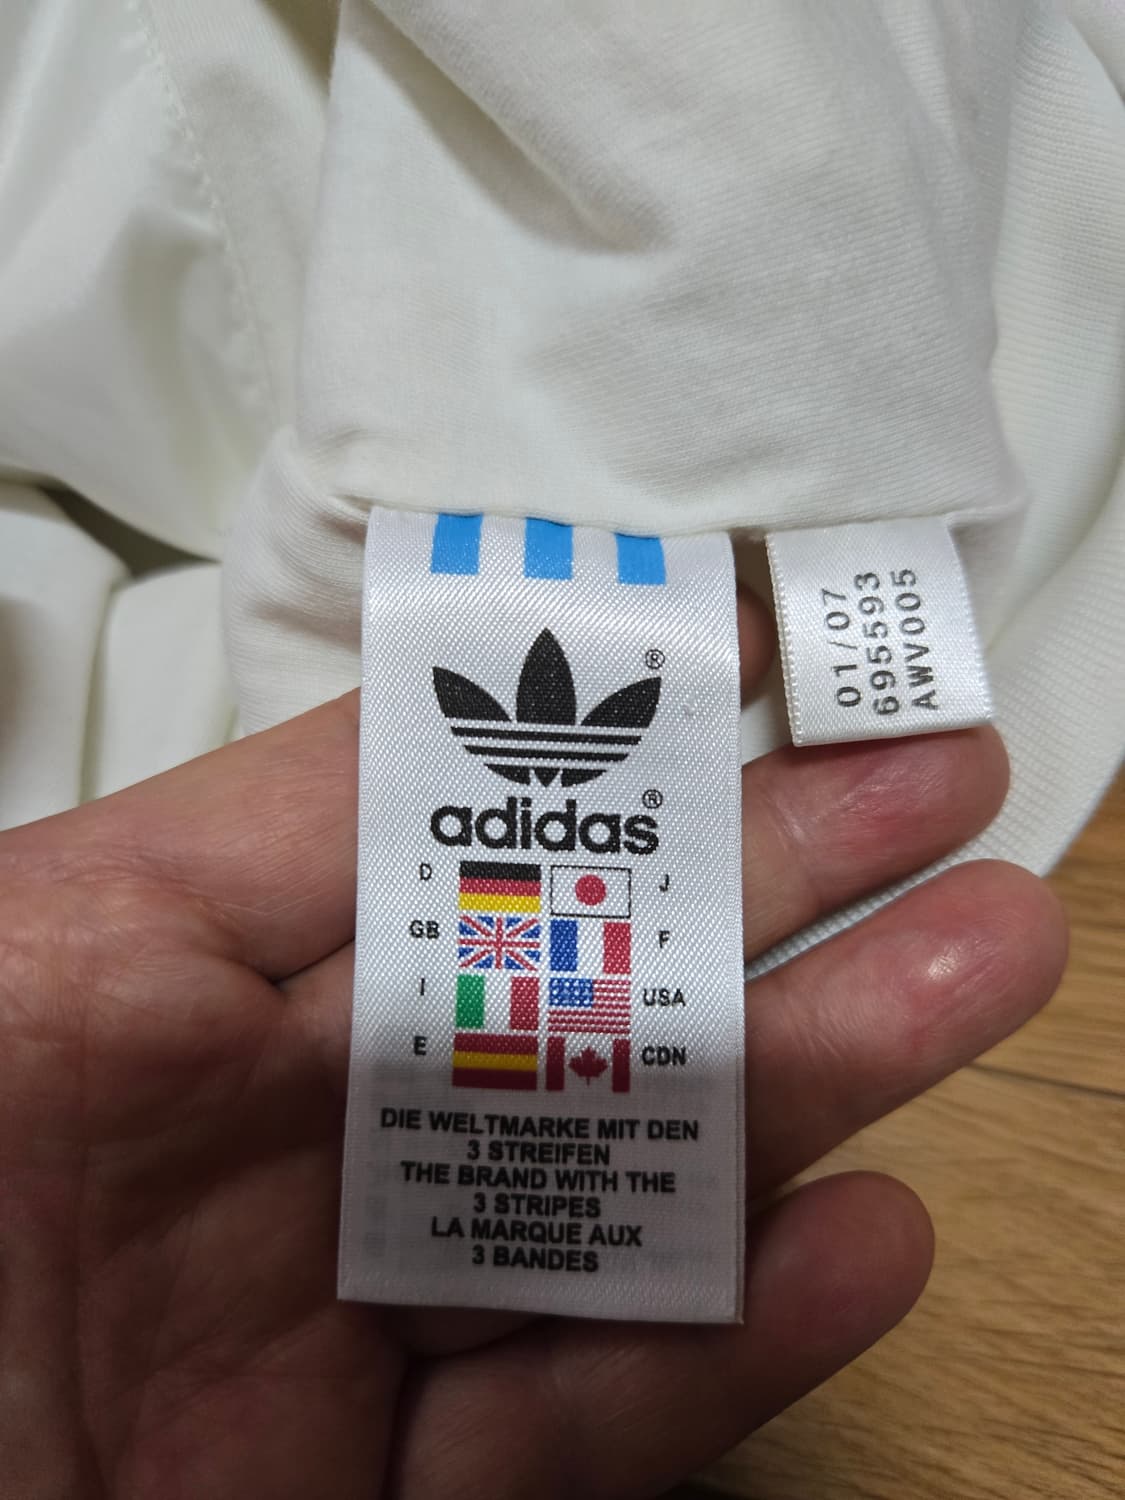 ®
adidas®
D
J
GB
F
I
USA
E
CDN
DIE WELTMARKE MIT DEN
3 STREIFEN
THE BRAND WITH THE
3 STRIPES
LA MARQUE AUX
3 BANDES
01/07
695593
AWV005